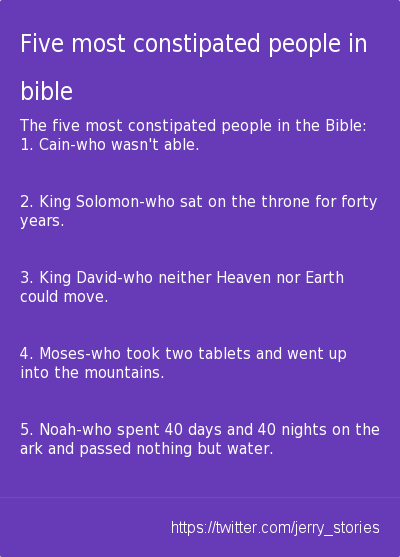 Five most constipated people in
bible
The five most constipated people in the Bible:
1. Cain-who wasn't able.
2. King Solomon-who sat on the throne for forty
years.
3. King David-who neither Heaven nor Earth
could move.
4. Moses-who took two tablets and went up
into the mountains.
5. Noah-who spent 40 days and 40 nights on the
ark and passed nothing but water.
https://twitter.com/jerry_stories